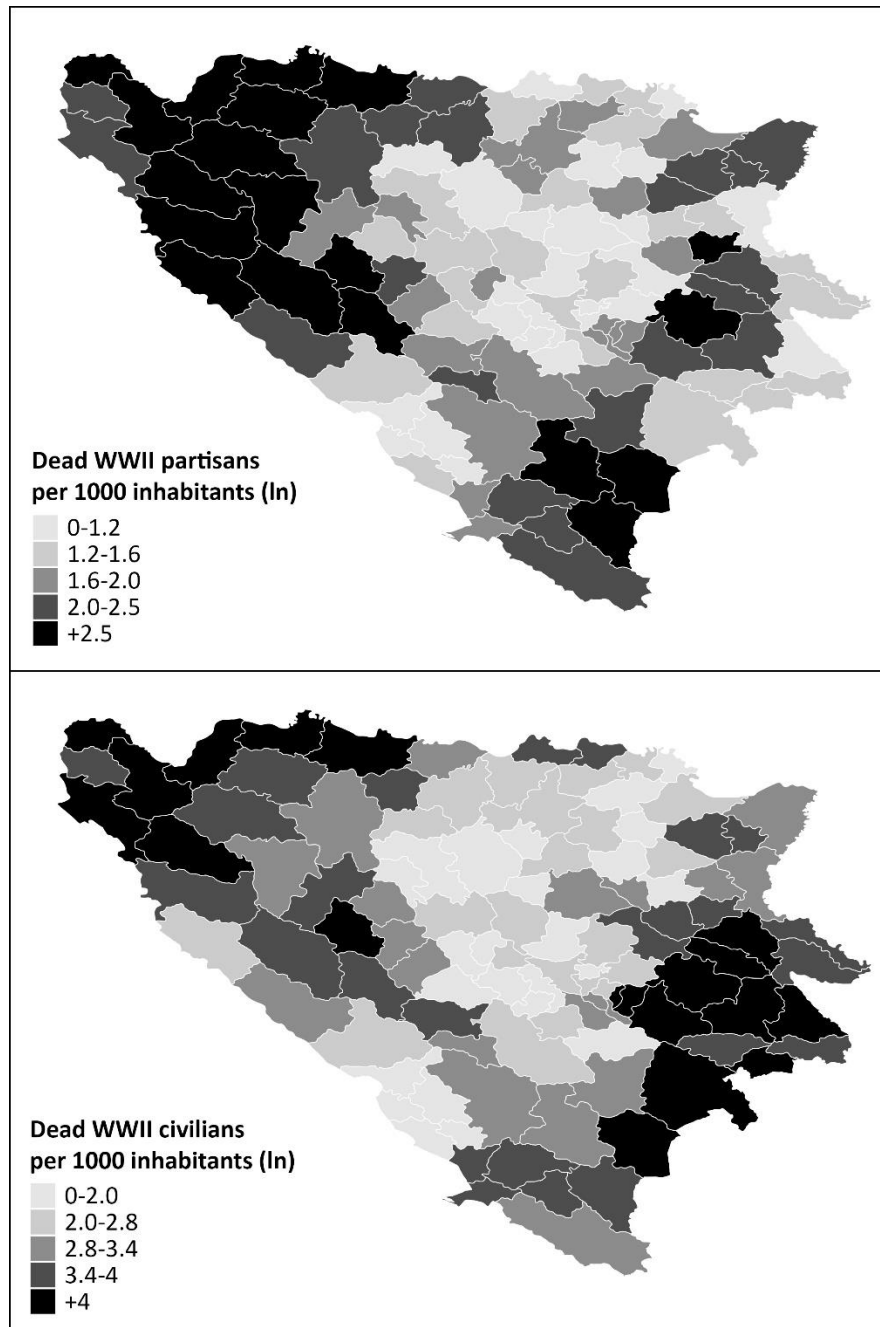 Dead WWII partisans
per 1000 inhabitants (ln)
0-1.2
1.2-1.6
1.6-2.0
2.0-2.5
+2.5
Dead WWII civilians
per 1000 inhabitants (ln)
0-2.0
2.0-2.8
2.8-3.4
3.4-4
+4